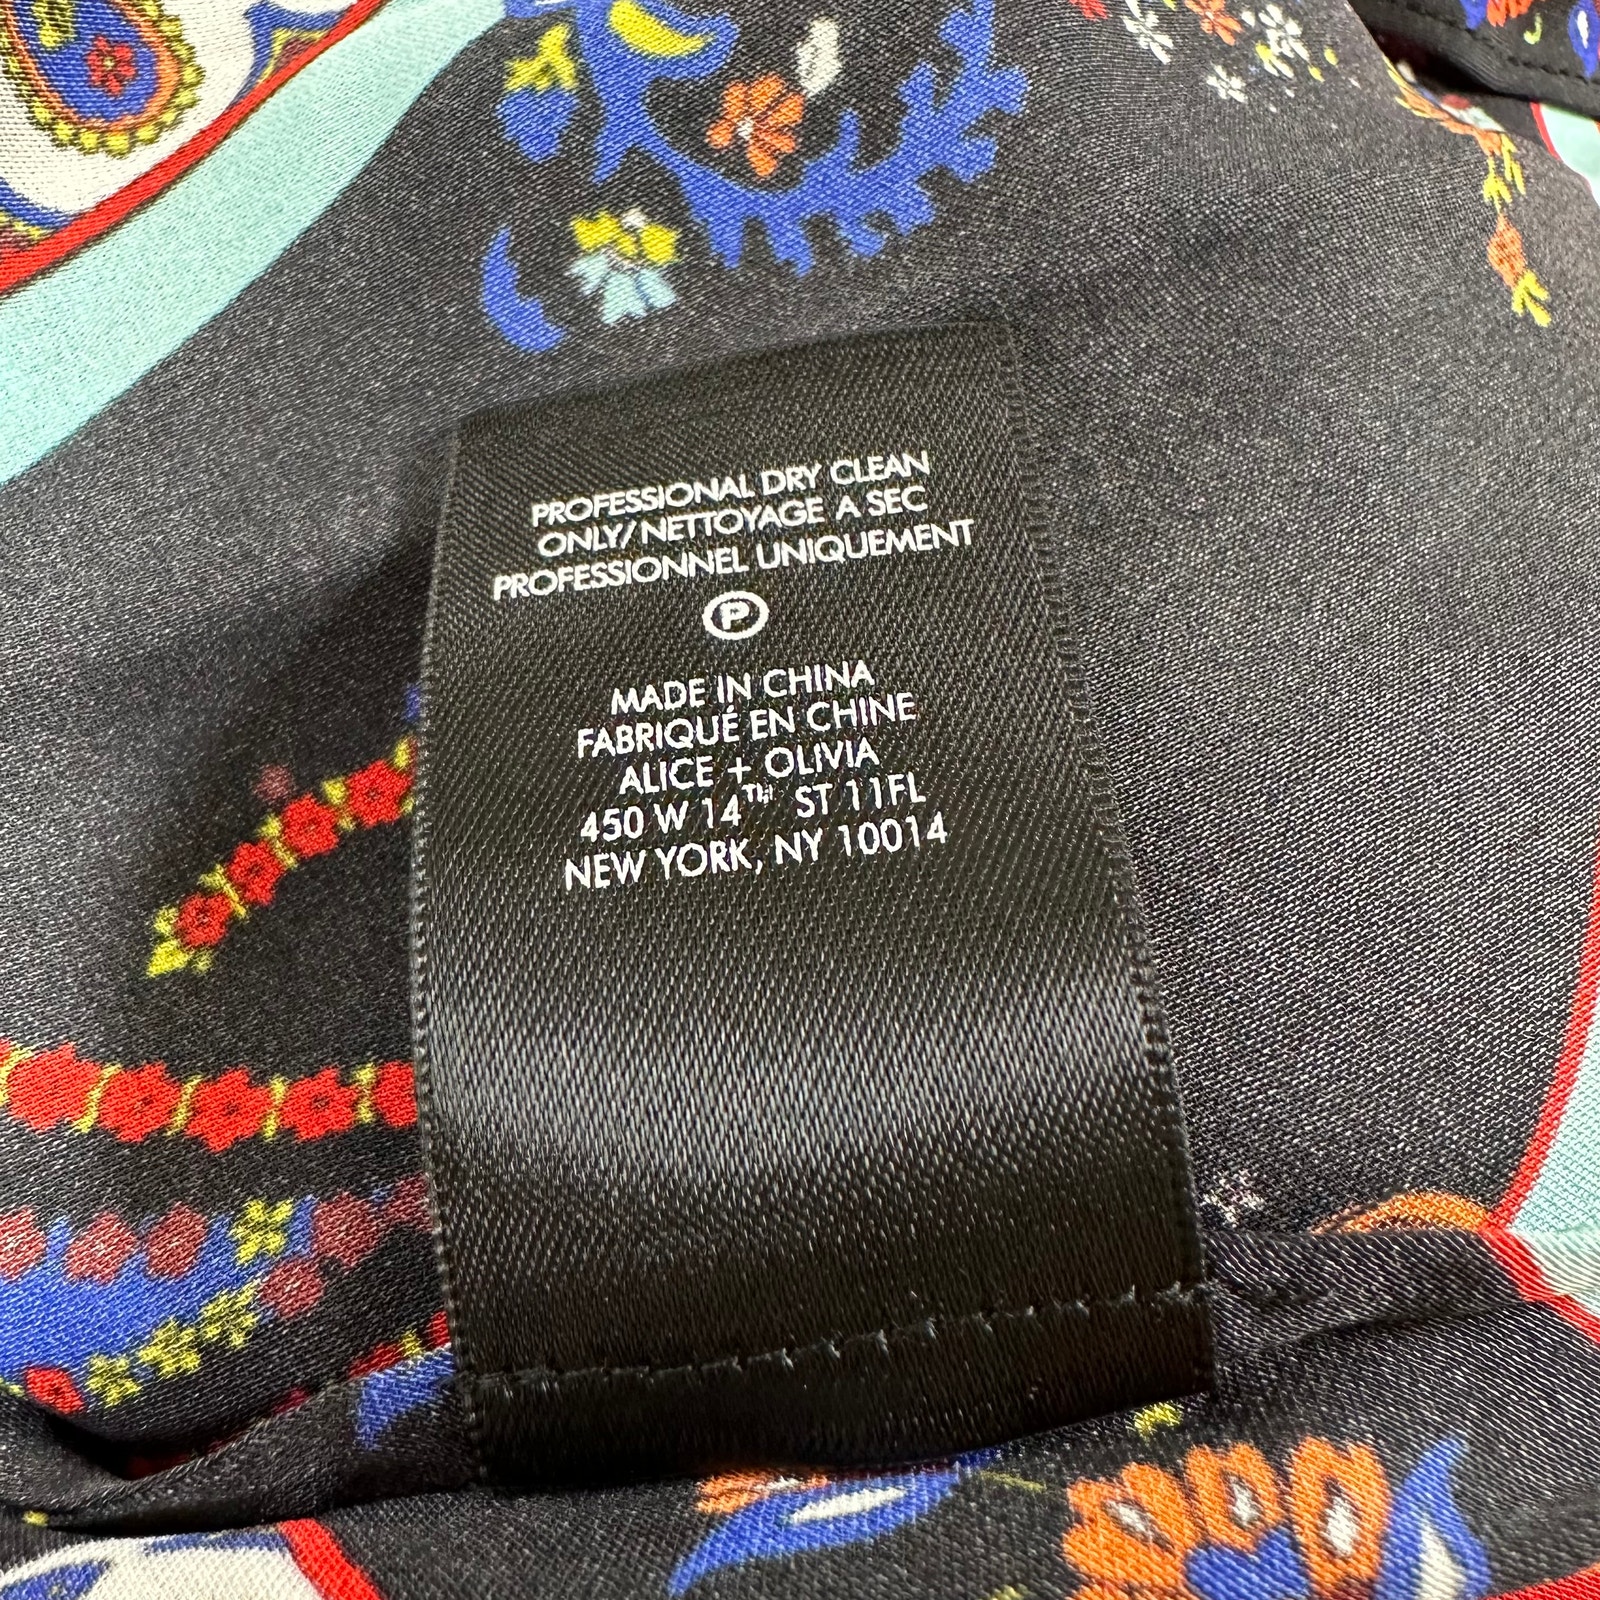 PROFESSIONAL DRY CLEAN
ONLY/NETTOYAGE A SEC
PROFESSIONNEL UNIQUEMENT
P
MADE IN CHINA
FABRIQUÉ EN CHINE
ALICE + OLIVIA
450 W 14TH ST 11FL
NEW YORK, NY 10014